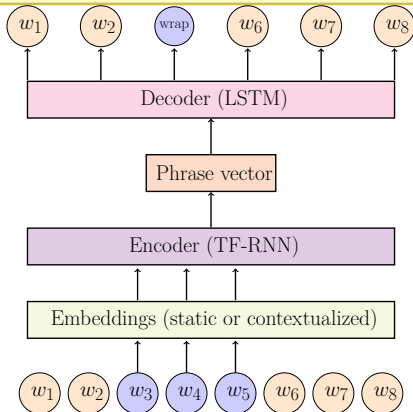 w1 w2 wrap w6 w7 w8
Decoder (LSTM)
Phrase vector
Encoder (TF-RNN)
Embeddings (static or contextualized)
w1 w2 w3 w4 w5 w6 w7 w8